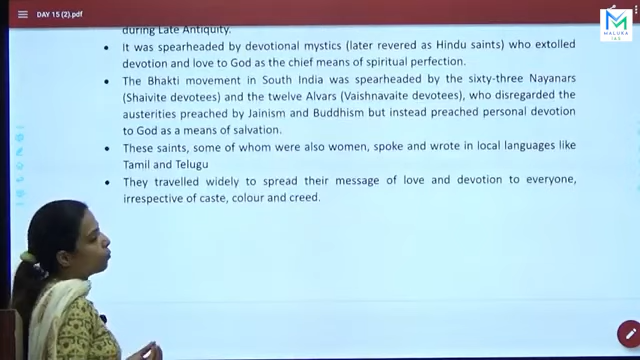 DAY 15 (2).pdf
during Late Antiquity.
• It was spearheaded by devotional mystics (later revered as Hindu saints) who extolled
devotion and love to God as the chief means of spiritual perfection.
• The Bhakti movement in South India was spearheaded by the sixty-three Nayanars
(Shaivite devotees) and the twelve Alvars (Vaishnavaite devotees), who disregarded the
austerities preached by Jainism and Buddhism but instead preached personal devotion
to God as a means of salvation.
• These saints, some of whom were also women, spoke and wrote in local languages like
Tamil and Telugu
• They travelled widely to spread their message of love and devotion to everyone,
irrespective of caste, colour and creed.
MALUKA
IAS